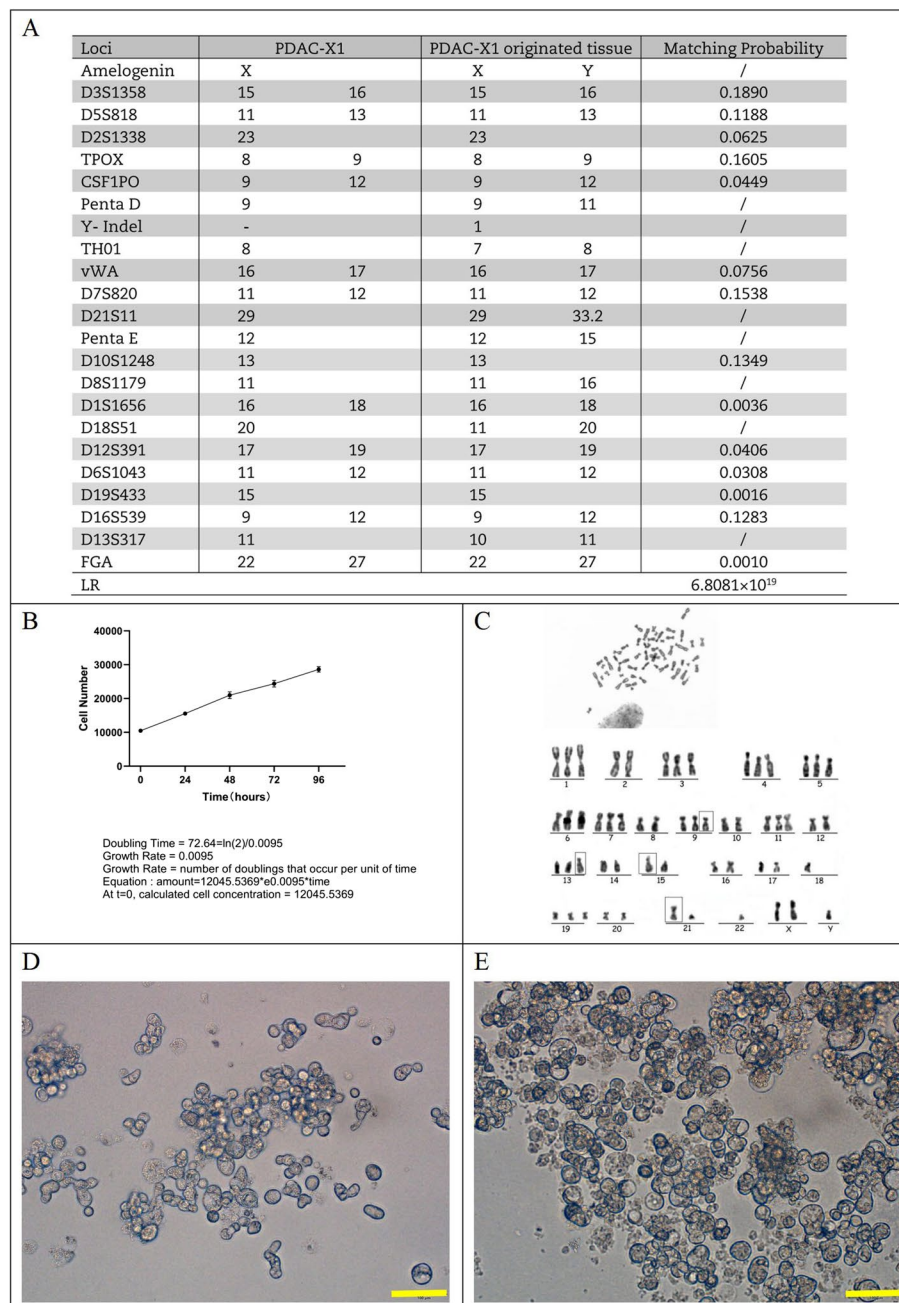 A
Loci PDAC-X1 PDAC-X1 originated tissue Matching Probability
Amelogenin X X Y /
D3S1358 15 16 15 16 0.1890
D5S818 11 13 11 13 0.1188
D2S1338 23 23 0.0625
TPOX 8 9 8 9 0.1605
CSF1PO 9 12 9 12 0.0449
Penta D 9 9 11 /
Y- Indel - 1 /
TH01 8 7 8 /
vWA 16 17 16 17 0.0756
D7S820 11 12 11 12 0.1538
D21S11 29 29 33.2 /
Penta E 12 12 15 /
D10S1248 13 13 0.1349
D8S1179 11 11 16 /
D1S1656 16 18 16 18 0.0036
D18S51 20 11 20 /
D12S391 17 19 17 19 0.0406
D6S1043 11 12 11 12 0.0308
D19S433 15 15 0.0016
D16S539 9 12 9 12 0.1283
D13S317 11 10 11 /
FGA 22 27 22 27 0.0010
LR 6.8081×10¹⁹
B
40000
30000
20000
10000
0
Cell Number
0 24 48 72 96
Time(hours)
Doubling Time = 72.64=ln(2)/0.0095
Growth Rate = 0.0095
Growth Rate = number of doublings that occur per unit of time
Equation : amount=12045.5369*e0.0095*time
At t=0, calculated cell concentration = 12045.5369
C
1 2 3 4 5
6 7 8 9 10 11 12
13 14 15 16 17 18
19 20 21 22 X Y
D
E